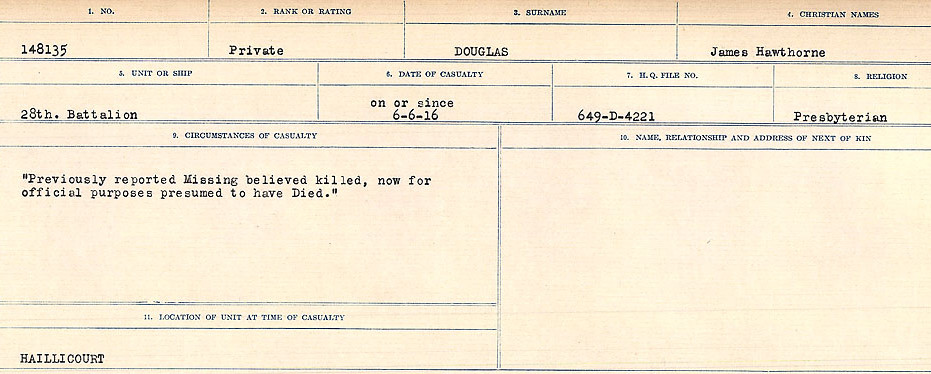 1. NO. 2. RANK OR RATING 3. SURNAME 4. CHRISTIAN NAMES
148135 Private DOUGLAS James Hawthorne
5. UNIT OR SHIP 6. DATE OF CASUALTY 7. H.Q. FILE NO. 8. RELIGION
on or since
28th. Battalion 6-6-16 649-D-4221 Presbyterian
9. CIRCUMSTANCES OF CASUALTY 10. NAME, RELATIONSHIP AND ADDRESS OF NEXT OF KIN
"Previously reported Missing believed killed, now for
official purposes presumed to have Died."
11. LOCATION OF UNIT AT TIME OF CASUALTY
HAILLICOURT